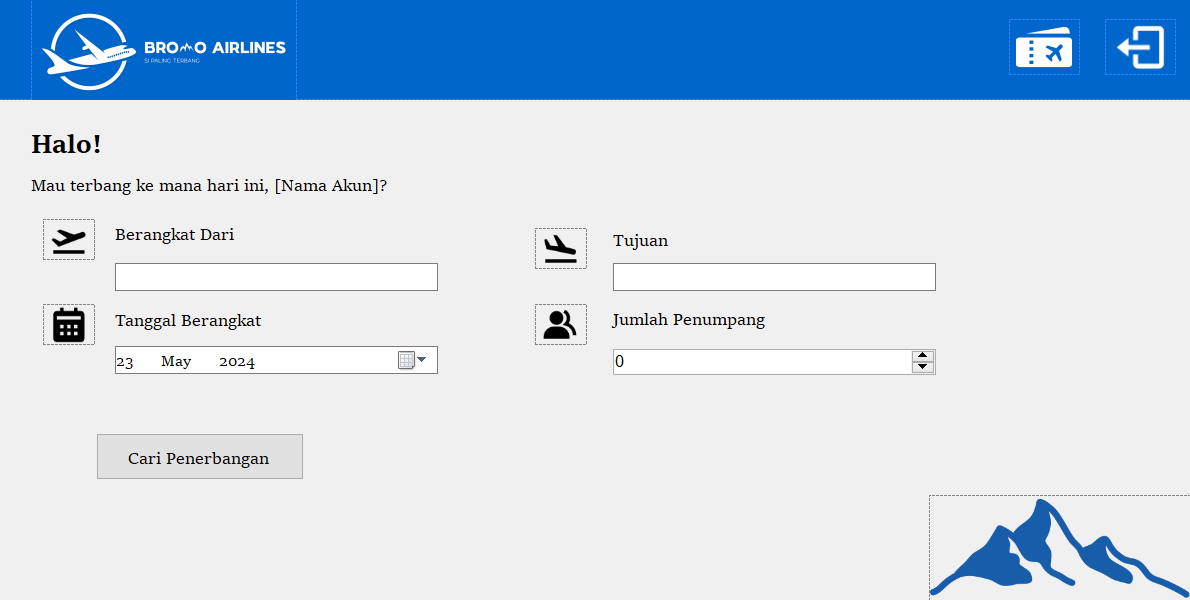 BROMO AIRLINES
SI PALING TERBANG
Halo!
Mau terbang ke mana hari ini, [Nama Akun]?
Berangkat Dari
Tujuan
Tanggal Berangkat
Jumlah Penumpang
23 May 2024
0
Cari Penerbangan